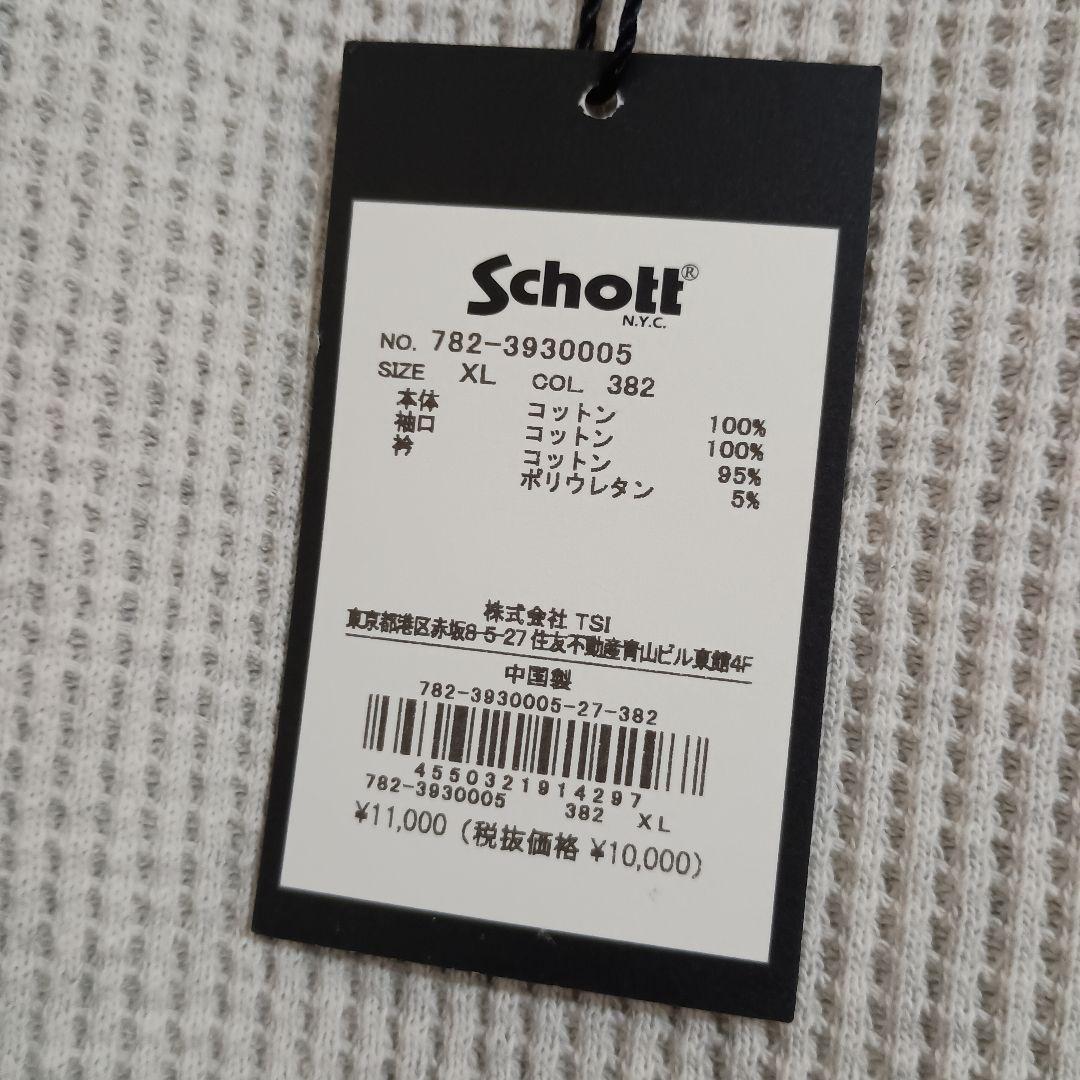 Schott®
N.Y.C.
NO. 782-3930005
SIZE XL COL. 382
本体 コットン 100%
袖口 コットン 100%
衿 コットン 95%
ポリウレタン 5%
株式会社 TSI
東京都港区赤坂8-5-27 住友不動産青山ビル東館4F
中国製
782-3930005-27-382
4550321914297
782-3930005 382 XL
¥11,000 (税抜価格 ¥10,000)